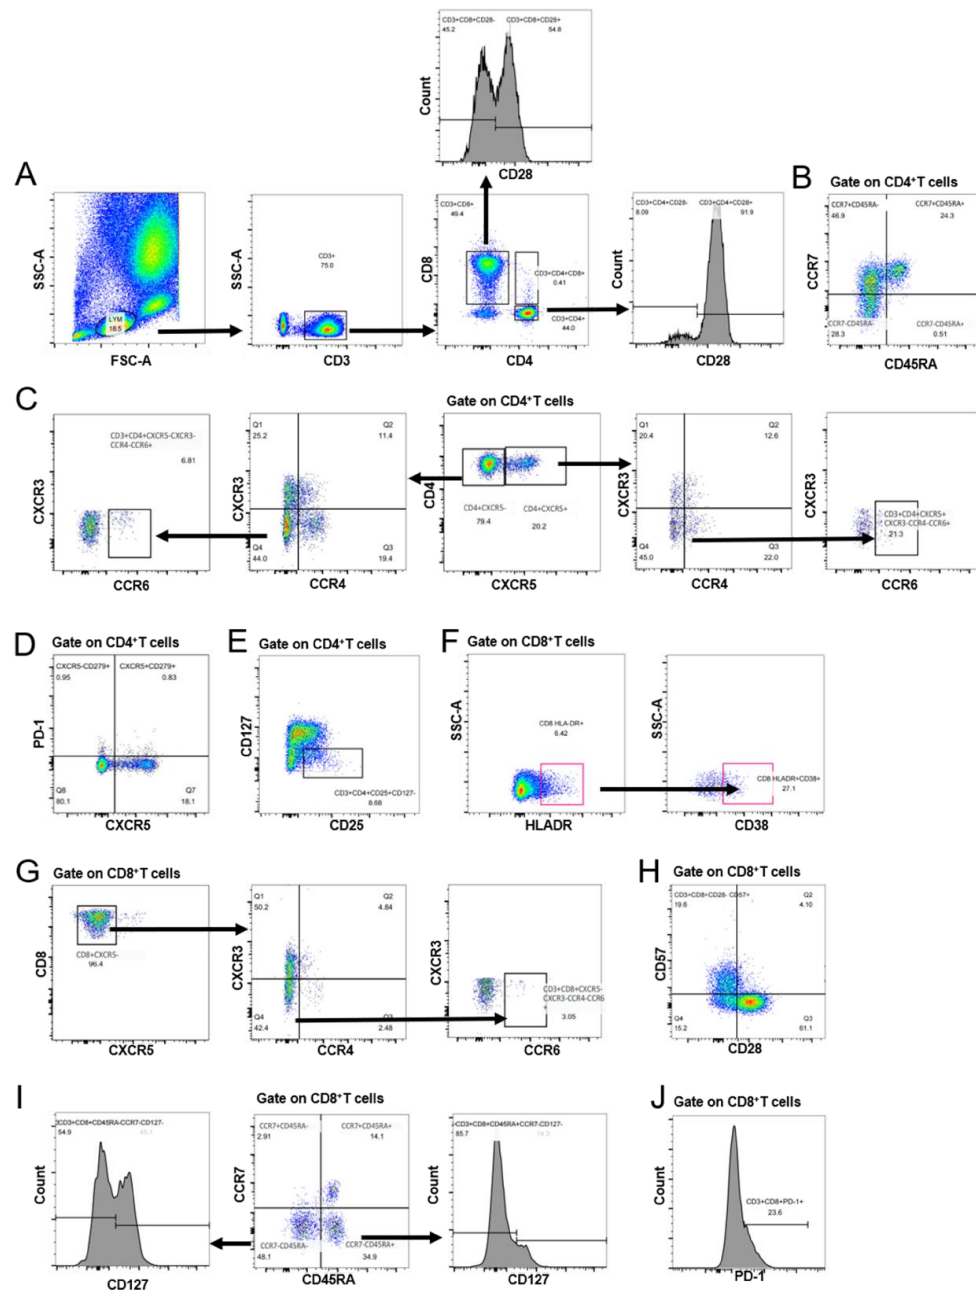 CD3+CD8+CD28-
45.2
CD3+CD8+CD28+
54.6
Count
CD28
A
SSC-A
LYM
18.5
FSC-A
SSC-A
CD3+
75.0
CD3
CD3+CD8+
49.4
CD8
CD3+CD4+CD8+
0.41
CD3+CD4+
44.0
CD4
CD3+CD4+CD28-
8.09
CD3+CD4+CD28+
91.9
Count
CD28
B
Gate on CD4+T cells
CCR7+CD45RA-
46.9
CCR7+CD45RA+
24.3
CCR7
CCR7-CD45RA-
28.3
CCR7-CD45RA+
0.51
CD45RA
C
Gate on CD4+T cells
CD3+CD4+CXCR5-CXCR3-
CCR4-CCR6+
6.81
CXCR3
CCR6
Q1
25.2
Q2
11.4
CXCR3
Q4
44.0
Q3
19.4
CCR4
CD4
CD4+CXCR5-
79.4
CD4+CXCR5+
20.2
CXCR5
Q1
20.4
Q2
12.6
CXCR3
Q4
45.0
Q3
22.0
CCR4
CXCR3
CD3+CD4+CXCR5+
CXCR3-CCR4-CCR6+
21.3
CCR6
D
Gate on CD4+T cells
CXCR5-CD279+
0.95
CXCR5+CD279+
0.83
PD-1
Q8
80.1
Q7
18.1
CXCR5
E
Gate on CD4+T cells
CD127
CD3+CD4+CD25+CD127-
8.68
CD25
F
Gate on CD8+T cells
SSC-A
CD8 HLA-DR+
6.42
HLADR
SSC-A
CD8 HLADR+CD38+
27.1
CD38
G
Gate on CD8+T cells
CD8
CD8+CXCR5-
96.4
CXCR5
Q1
50.2
Q2
4.84
CXCR3
Q4
42.4
Q3
2.48
CCR4
CXCR3
CD3+CD8+CXCR5-
CXCR3-CCR4-CCR6
+
3.05
CCR6
H
Gate on CD8+T cells
CD3+CD8+CD28- CD57+
19.6
Q2
4.10
CD57
Q4
15.2
Q3
61.1
CD28
I
Gate on CD8+T cells
CD3+CD8+CD45RA-CCR7-CD127-
54.9
45.1
Count
CD127
CCR7+CD45RA-
2.91
CCR7+CD45RA+
14.1
CCR7
CCR7-CD45RA-
48.1
CCR7-CD45RA+
34.9
CD45RA
-CD3+CD8+CD45RA+CCR7-CD127-
85.7
14.3
Count
CD127
J
Gate on CD8+T cells
Count
CD3+CD8+PD-1+
23.6
PD-1